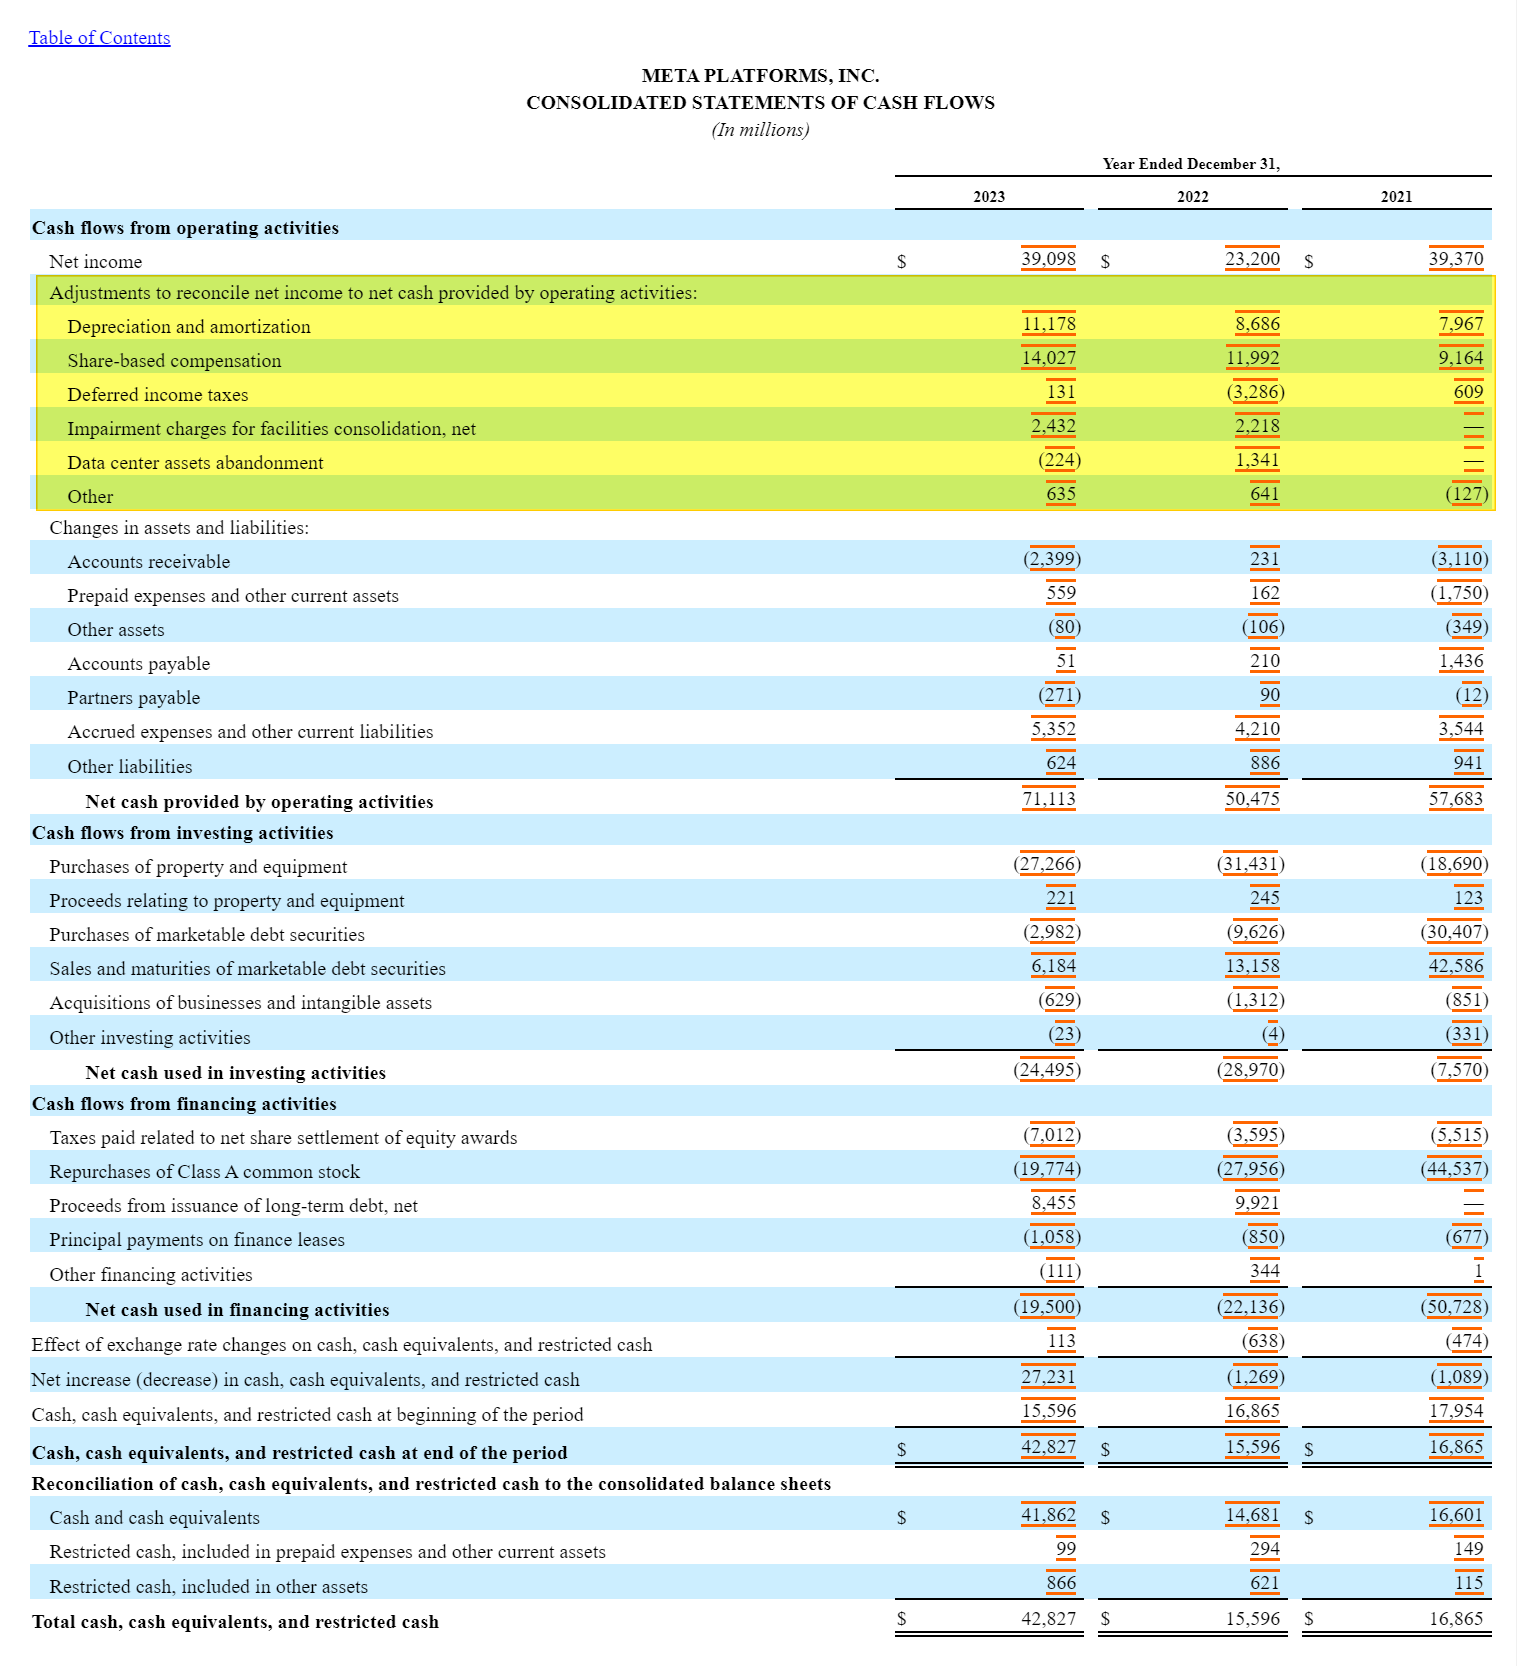 Table of Contents
META PLATFORMS, INC.
CONSOLIDATED STATEMENTS OF CASH FLOWS
(In millions)
Year Ended December 31,
2023 2022 2021
Cash flows from operating activities
Net income $ 39,098 $ 23,200 $ 39,370
Adjustments to reconcile net income to net cash provided by operating activities:
Depreciation and amortization 11,178 8,686 7,967
Share-based compensation 14,027 11,992 9,164
Deferred income taxes 131 (3,286) 609
Impairment charges for facilities consolidation, net 2,432 2,218 —
Data center assets abandonment (224) 1,341 —
Other 635 641 (127)
Changes in assets and liabilities:
Accounts receivable (2,399) 231 (3,110)
Prepaid expenses and other current assets 559 162 (1,750)
Other assets (80) (106) (349)
Accounts payable 51 210 1,436
Partners payable (271) 90 (12)
Accrued expenses and other current liabilities 5,352 4,210 3,544
Other liabilities 624 886 941
Net cash provided by operating activities 71,113 50,475 57,683
Cash flows from investing activities
Purchases of property and equipment (27,266) (31,431) (18,690)
Proceeds relating to property and equipment 221 245 123
Purchases of marketable debt securities (2,982) (9,626) (30,407)
Sales and maturities of marketable debt securities 6,184 13,158 42,586
Acquisitions of businesses and intangible assets (629) (1,312) (851)
Other investing activities (23) (4) (331)
Net cash used in investing activities (24,495) (28,970) (7,570)
Cash flows from financing activities
Taxes paid related to net share settlement of equity awards (7,012) (3,595) (5,515)
Repurchases of Class A common stock (19,774) (27,956) (44,537)
Proceeds from issuance of long-term debt, net 8,455 9,921 —
Principal payments on finance leases (1,058) (850) (677)
Other financing activities (111) 344 1
Net cash used in financing activities (19,500) (22,136) (50,728)
Effect of exchange rate changes on cash, cash equivalents, and restricted cash 113 (638) (474)
Net increase (decrease) in cash, cash equivalents, and restricted cash 27,231 (1,269) (1,089)
Cash, cash equivalents, and restricted cash at beginning of the period 15,596 16,865 17,954
Cash, cash equivalents, and restricted cash at end of the period $ 42,827 $ 15,596 $ 16,865
Reconciliation of cash, cash equivalents, and restricted cash to the consolidated balance sheets
Cash and cash equivalents $ 41,862 $ 14,681 $ 16,601
Restricted cash, included in prepaid expenses and other current assets 99 294 149
Restricted cash, included in other assets 866 621 115
Total cash, cash equivalents, and restricted cash $ 42,827 $ 15,596 $ 16,865